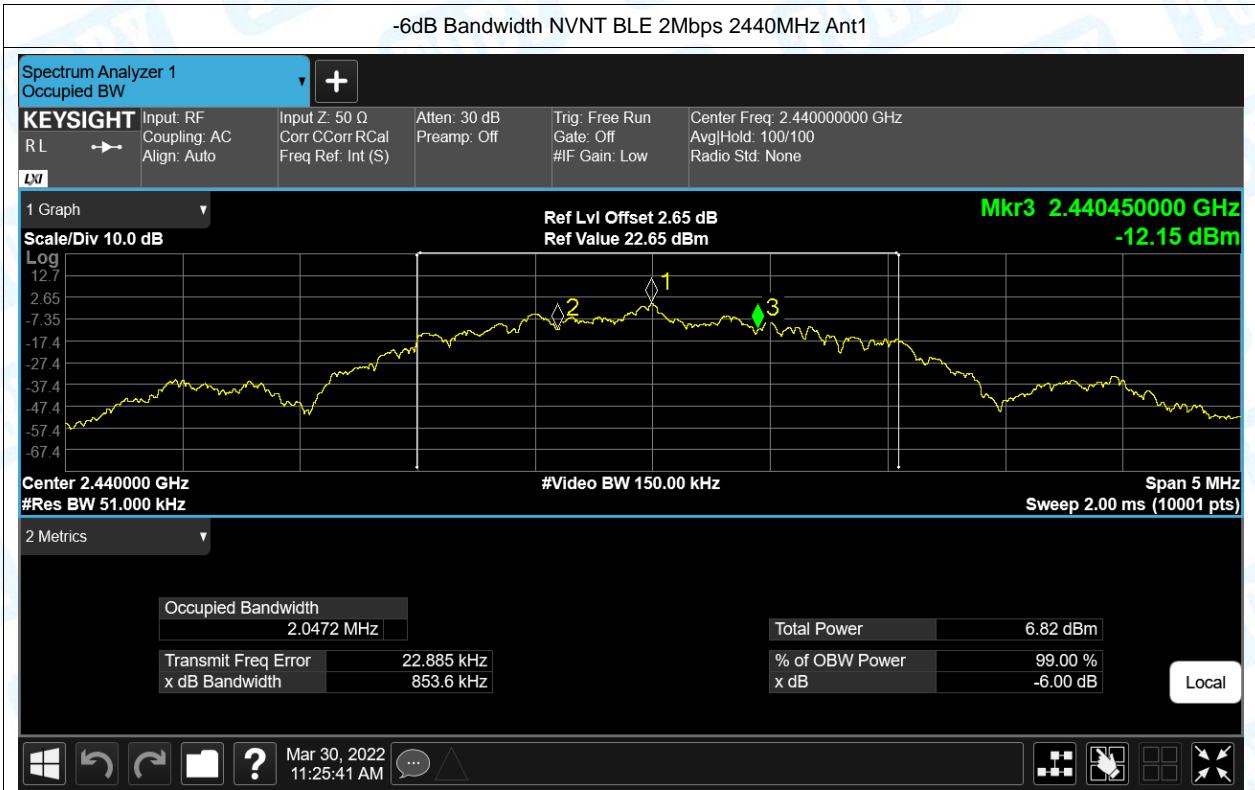 -6dB Bandwidth NVNT BLE 2Mbps 2440MHz Ant1
Spectrum Analyzer 1
Occupied BW
KEYSIGHT
RL
LXI
Input: RF
Coupling: AC
Align: Auto
Input Z: 50 Ω
Corr CCorr RCal
Freq Ref: Int (S)
Atten: 30 dB
Preamp: Off
Trig: Free Run
Gate: Off
#IF Gain: Low
Center Freq: 2.440000000 GHz
Avg|Hold: 100/100
Radio Std: None
1 Graph
Scale/Div 10.0 dB
Ref Lvl Offset 2.65 dB
Ref Value 22.65 dBm
Mkr3 2.440450000 GHz
-12.15 dBm
Log
12.7
2.65
-7.35
-17.4
-27.4
-37.4
-47.4
-57.4
-67.4
1
2
3
Center 2.440000 GHz
#Res BW 51.000 kHz
#Video BW 150.00 kHz
Span 5 MHz
Sweep 2.00 ms (10001 pts)
2 Metrics
Occupied Bandwidth
2.0472 MHz
Transmit Freq Error 22.885 kHz
x dB Bandwidth 853.6 kHz
Total Power 6.82 dBm
% of OBW Power 99.00 %
x dB -6.00 dB
Local
?
Mar 30, 2022
11:25:41 AM